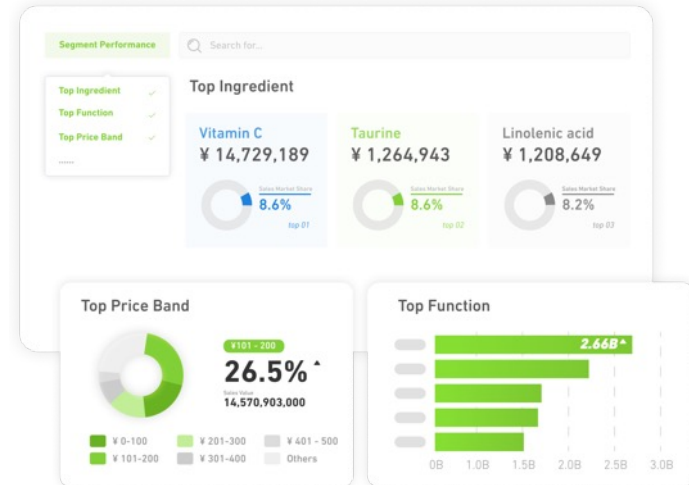 Segment Performance
Search for...
Top Ingredient
Top Function
Top Price Band
......
Top Ingredient
Vitamin C
¥ 14,729,189
Sales Market Share
8.6%
top 01
Taurine
¥ 1,264,943
Sales Market Share
8.6%
top 02
Linolenic acid
¥ 1,208,649
Sales Market Share
8.2%
top 03
Top Price Band
¥101 - 200
26.5%
Sales Value
14,570,903,000
¥ 0-100
¥ 201-300
¥ 401 - 500
¥ 101-200
¥ 301-400
Others
Top Function
2.66B
0B 1.0B 1.5B 2.0B 2.5B 3.0B